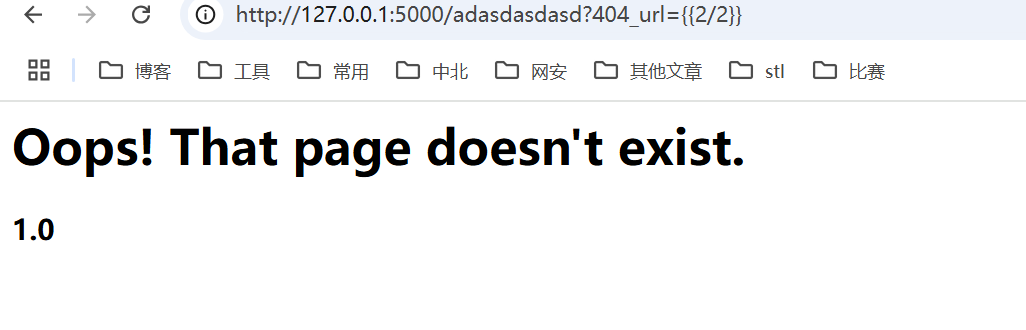 http://127.0.0.1:5000/adasdasdasd?404_url={{2/2}}
博客 工具 常用 中北 网安 其他文章 stl 比赛
Oops! That page doesn't exist.
1.0